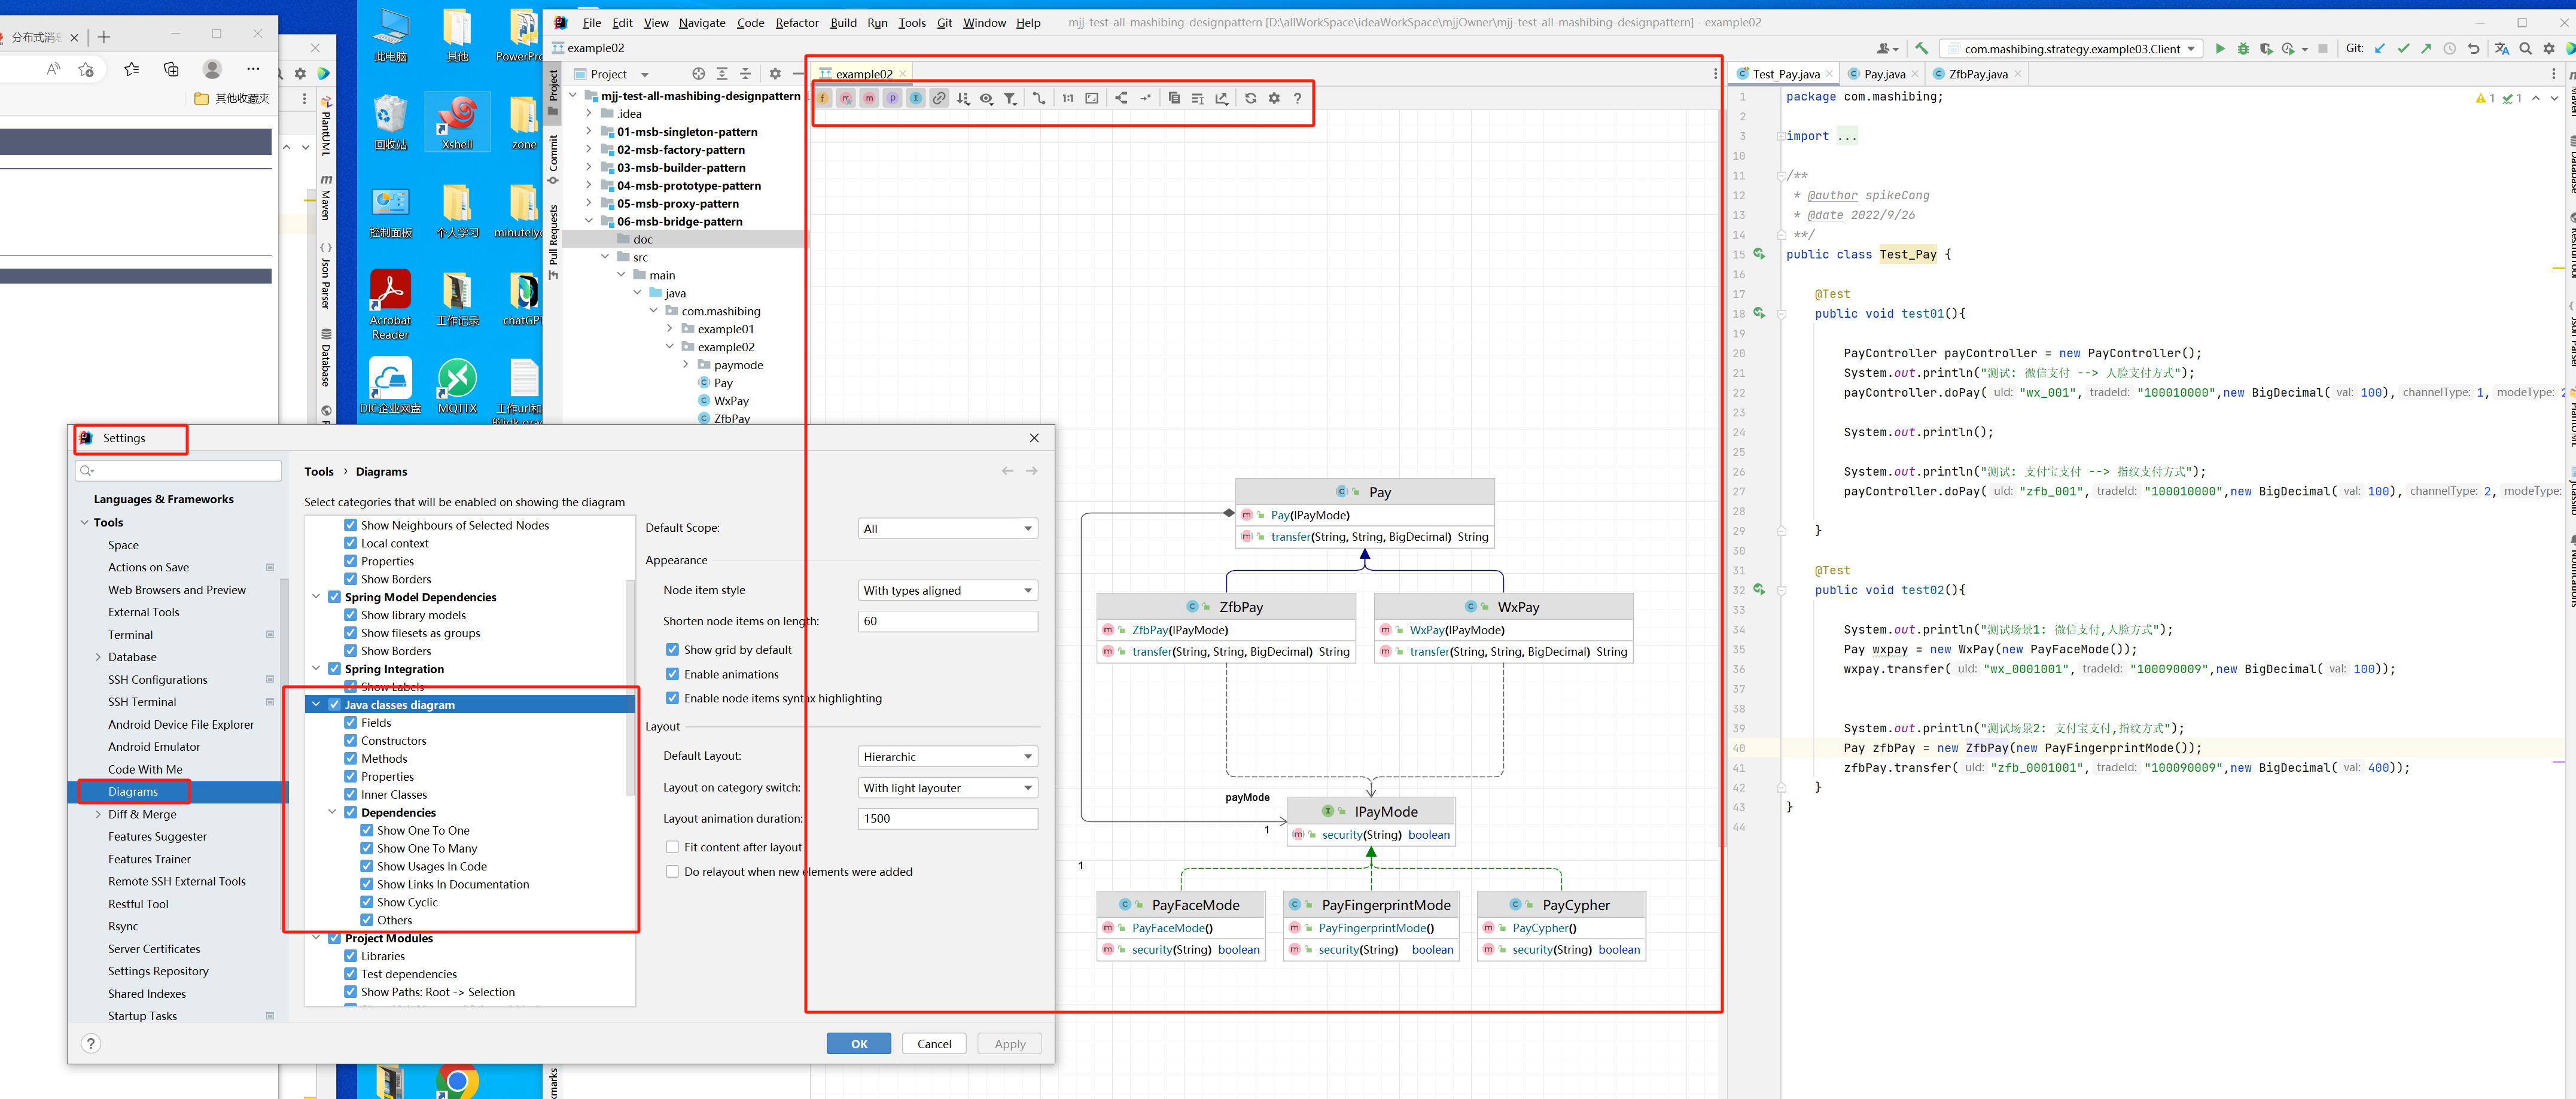 分布式消息
其他收藏夹
PlantUML
Maven
Json Parser
Database
此电脑
其他
PowerPro
回收站
Xshell
zone
控制面板
个人学习
minutely
Acrobat Reader
工作记录
chatGPT
DIC企业网盘
MQTTX
File Edit View Navigate Code Refactor Build Run Tools Git Window Help
mjj-test-all-mashibing-designpattern [D:\allWorkSpace\ideaWorkSpace\mjjOwner\mjj-test-all-mashibing-designpattern] - example02
example02
com.mashibing.strategy.example03.Client
Git:
Project
Commit
Pull Requests
Project
mjj-test-all-mashibing-designpattern
.idea
01-msb-singleton-pattern
02-msb-factory-pattern
03-msb-builder-pattern
04-msb-prototype-pattern
05-msb-proxy-pattern
06-msb-bridge-pattern
doc
src
main
java
com.mashibing
example01
example02
paymode
Pay
WxPay
ZfbPay
example02
1:1
Pay
Pay(IPayMode)
transfer(String, String, BigDecimal) String
ZfbPay
ZfbPay(IPayMode)
transfer(String, String, BigDecimal) String
WxPay
WxPay(IPayMode)
transfer(String, String, BigDecimal) String
payMode
1
1
IPayMode
security(String) boolean
PayFaceMode
PayFaceMode()
security(String) boolean
PayFingerprintMode
PayFingerprintMode()
security(String) boolean
PayCypher
PayCypher()
security(String) boolean
Settings
Languages & Frameworks
Tools
Space
Actions on Save
Web Browsers and Preview
External Tools
Terminal
Database
SSH Configurations
SSH Terminal
Android Device File Explorer
Android Emulator
Code With Me
Diagrams
Diff & Merge
Features Suggester
Features Trainer
Remote SSH External Tools
Restful Tool
Rsync
Server Certificates
Settings Repository
Shared Indexes
Startup Tasks
Tools › Diagrams
Select categories that will be enabled on showing the diagram
Show Neighbours of Selected Nodes
Local context
Properties
Show Borders
Spring Model Dependencies
Show library models
Show filesets as groups
Show Borders
Spring Integration
Show Labels
Java classes diagram
Fields
Constructors
Methods
Properties
Inner Classes
Dependencies
Show One To One
Show One To Many
Show Usages In Code
Show Links In Documentation
Show Cyclic
Others
Project Modules
Libraries
Test dependencies
Show Paths: Root -> Selection
Default Scope: All
Appearance
Node item style With types aligned
Shorten node items on length: 60
Show grid by default
Enable animations
Enable node items syntax highlighting
Layout
Default Layout: Hierarchic
Layout on category switch: With light layouter
Layout animation duration: 1500
Fit content after layout
Do relayout when new elements were added
OK Cancel Apply
Test_Pay.java Pay.java ZfbPay.java
1 package com.mashibing;
2
3 import ...
10
11 /**
12 * @author spikeCong
13 * @date 2022/9/26
14 **/
15 public class Test_Pay {
16
17 @Test
18 public void test01(){
19
20 PayController payController = new PayController();
21 System.out.println("测试: 微信支付 --> 人脸支付方式");
22 payController.doPay( uId: "wx_001", tradeId: "100010000",new BigDecimal( val: 100), channelType: 1, modeType: 2
23
24 System.out.println();
25
26 System.out.println("测试: 支付宝支付 --> 指纹支付方式");
27 payController.doPay( uId: "zfb_001", tradeId: "100010000",new BigDecimal( val: 100), channelType: 2, modeType:
28
29 }
30
31 @Test
32 public void test02(){
33
34 System.out.println("测试场景1: 微信支付,人脸方式");
35 Pay wxpay = new WxPay(new PayFaceMode());
36 wxpay.transfer( uId: "wx_0001001", tradeId: "100090009",new BigDecimal( val: 100));
37
38
39 System.out.println("测试场景2: 支付宝支付,指纹方式");
40 Pay zfbPay = new ZfbPay(new PayFingerprintMode());
41 zfbPay.transfer( uId: "zfb_0001001", tradeId: "100090009",new BigDecimal( val: 400));
42 }
43 }
44
1 1